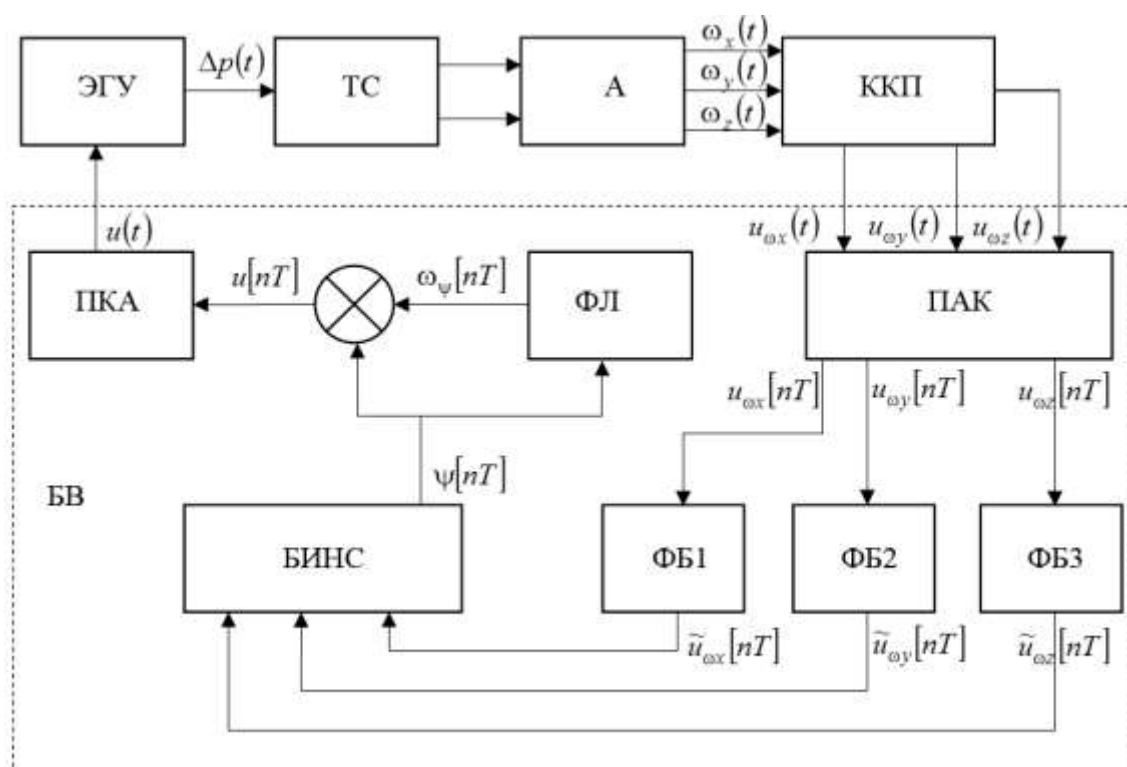 ω_x(t)
Δp(t)
ω_y(t)
ЭГУ
ТС
А
ККП
ω_z(t)
u(t)
u_ωx(t) u_ωy(t) u_ωz(t)
u[nT]
ω_ψ[nT]
ПКА
ФЛ
ПАК
u_ωx[nT] u_ωy[nT] u_ωz[nT]
ψ[nT]
БВ
БИНС
ФБ1
ФБ2
ФБ3
ũ_ωx[nT] ũ_ωy[nT] ũ_ωz[nT]